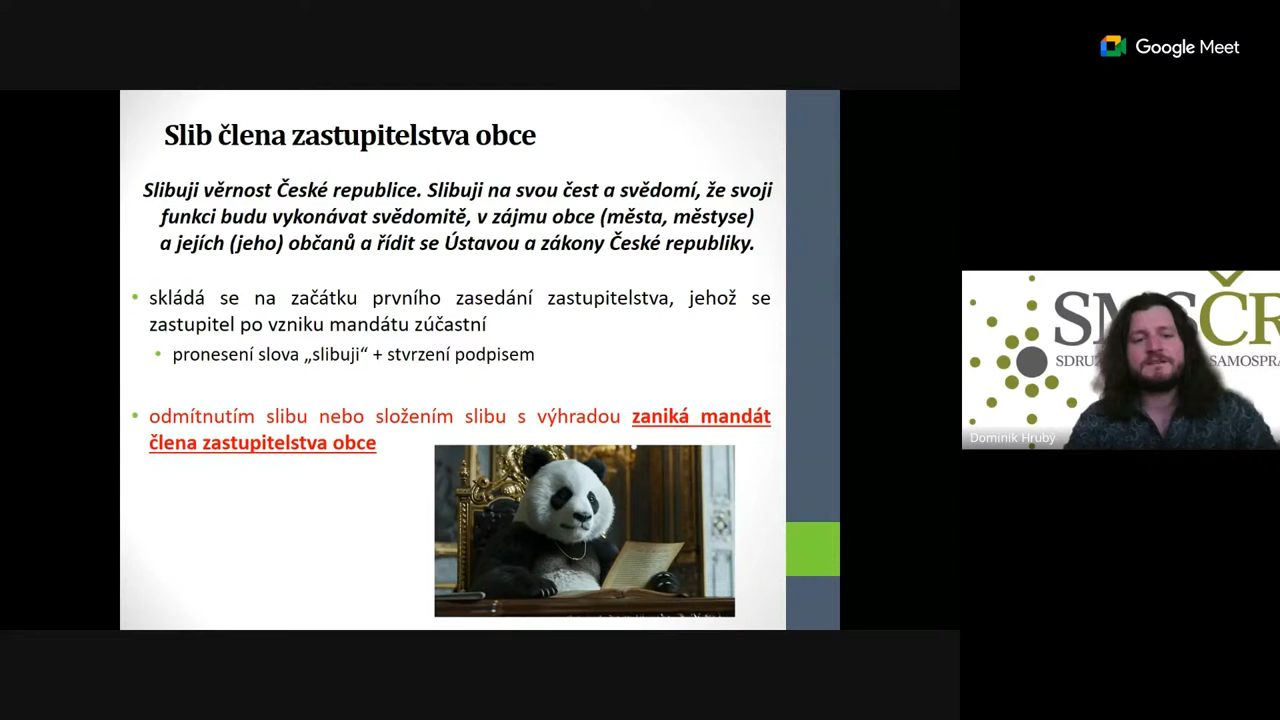 Google Meet
Slib člena zastupitelstva obce
Slibuji věrnost České republice. Slibuji na svou čest a svědomí, že svoji
funkci budu vykonávat svědomitě, v zájmu obce (města, městyse)
a jejích (jeho) občanů a řídit se Ústavou a zákony České republiky.
• skládá se na začátku prvního zasedání zastupitelstva, jehož se
zastupitel po vzniku mandátu zúčastní
• pronesení slova „slibuji“ + stvrzení podpisem
• odmítnutím slibu nebo složením slibu s výhradou zaniká mandát
člena zastupitelstva obce
Dominik Hrubý